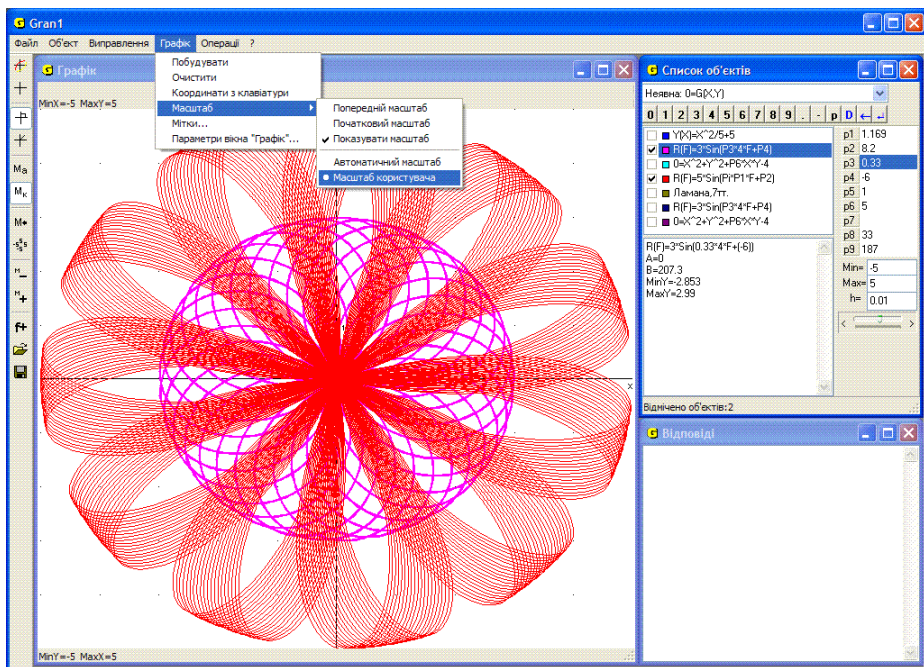 Gran1
Файл Об'єкт Виправлення Графік Операції ?
Графік
MinX=-5 MaxY=5
Побудувати
Очистити
Координати з клавіатури
Масштаб
Мітки...
Параметри вікна "Графік"...
Попередній масштаб
Початковий масштаб
Показувати масштаб
Автоматичний масштаб
Масштаб користувача
Ма
Мк
М+
f+
1
x
MinY=-5 MaxX=5
Список об'єктів
Неявна: 0=G(X,Y)
0 1 2 3 4 5 6 7 8 9 . - p D ← ↵
Y(X)=X^2/5+5
R(F)=3*Sin(P3*4*F+P4)
0=X^2+Y^2+P6*X*Y-4
R(F)=5*Sin(Pi*P1*F+P2)
Ламана,7тт.
R(F)=3*Sin(P3*4*F+P4)
0=X^2+Y^2+P6*X*Y-4
p1 1.169
p2 8.2
p3 0.33
p4 -6
p5 1
p6 5
p7
p8 33
p9 187
R(F)=3*Sin(0.33*4*F+(-6))
A=0
B=207.3
MinY=-2.853
MaxY=2.99
Min= -5
Max= 5
h= 0.01
Відмічено об'єктів:2
Відповіді